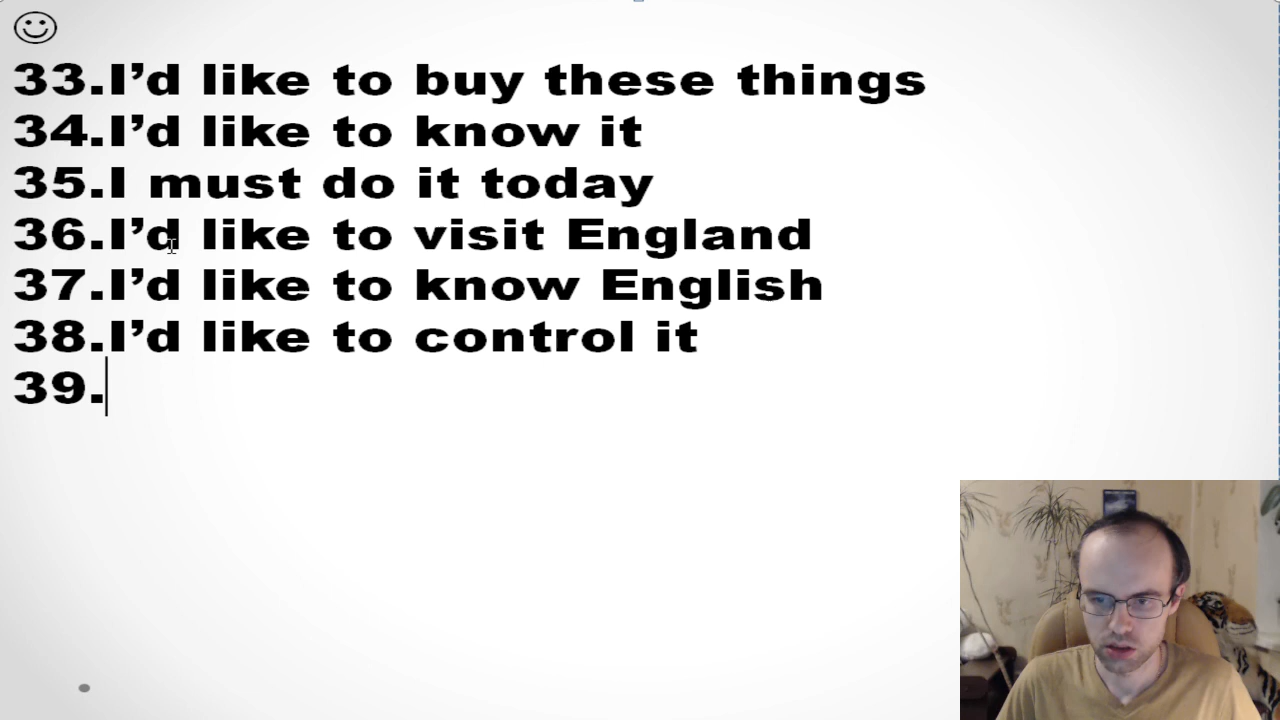 33.I’d like to buy these things
34.I’d like to know it
35.I must do it today
36.I’d like to visit England
37.I’d like to know English
38.I’d like to control it
39.